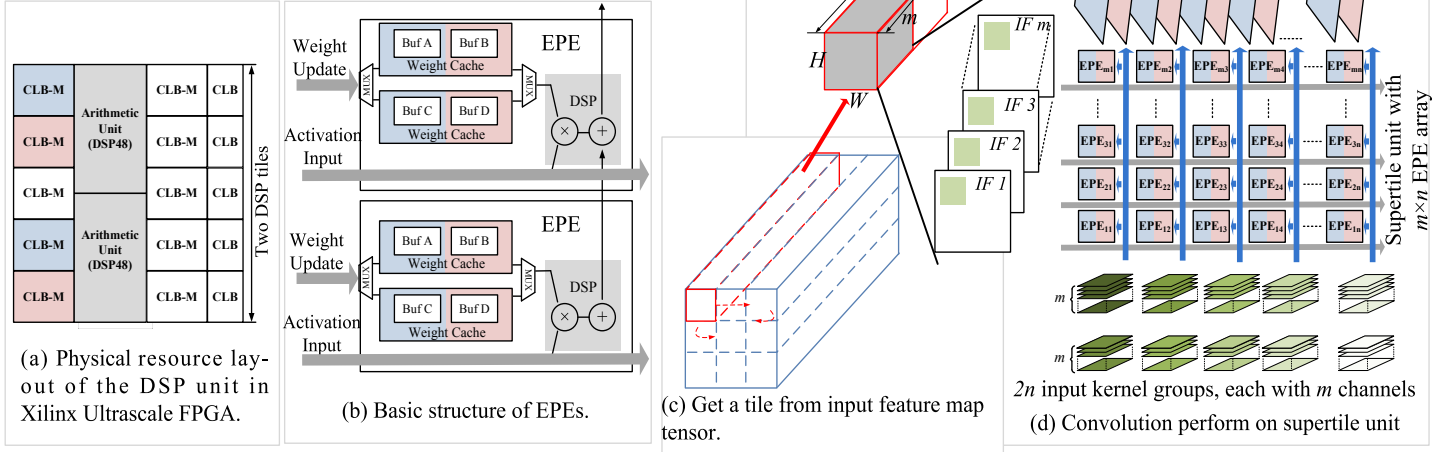 CLB-M
Arithmetic
Unit
(DSP48)
CLB-M
CLB
CLB-M
CLB-M
CLB
CLB-M
CLB-M
CLB
CLB-M
Arithmetic
Unit
(DSP48)
CLB-M
CLB
CLB-M
CLB-M
CLB
Two DSP tiles
(a) Physical resource lay-
out of the DSP unit in
Xilinx Ultrascale FPGA.
EPE
Weight
Update
MUX
Buf A
Buf B
Weight Cache
Buf C
Buf D
Weight Cache
MUX
DSP
×
+
Activation
Input
EPE
Weight
Update
MUX
Buf A
Buf B
Weight Cache
Buf C
Buf D
Weight Cache
MUX
DSP
×
+
Activation
Input
(b) Basic structure of EPEs.
m
H
W
IF m
IF 3
IF 2
IF 1
(c) Get a tile from input feature map
tensor.
EPEm1 EPEm2 EPEm3 EPEm4 EPEmn
EPE31 EPE32 EPE33 EPE34 EPE3n
EPE21 EPE22 EPE23 EPE24 EPE2n
EPE11 EPE12 EPE13 EPE14 EPE1n
Supertile unit with
m×n EPE array
m
m
2n input kernel groups, each with m channels
(d) Convolution perform on supertile unit